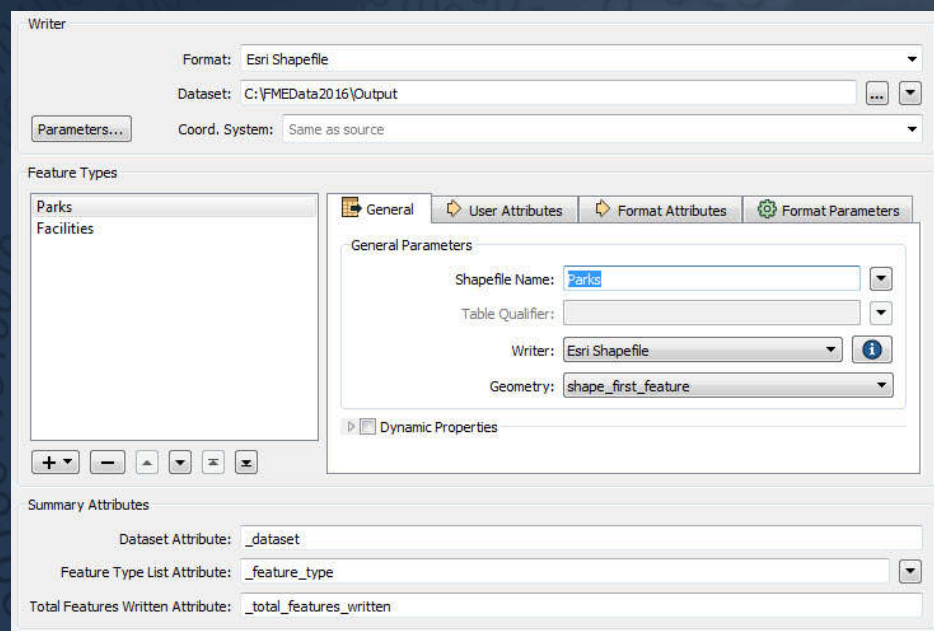 Writer
Format: Esri Shapefile
Dataset: C:\FMEData2016\Output ...
Parameters... Coord. System: Same as source
Feature Types
Parks
Facilities
General User Attributes Format Attributes Format Parameters
General Parameters
Shapefile Name: Parks
Table Qualifier:
Writer: Esri Shapefile
Geometry: shape_first_feature
Dynamic Properties
Summary Attributes
Dataset Attribute: _dataset
Feature Type List Attribute: _feature_type
Total Features Written Attribute: _total_features_written